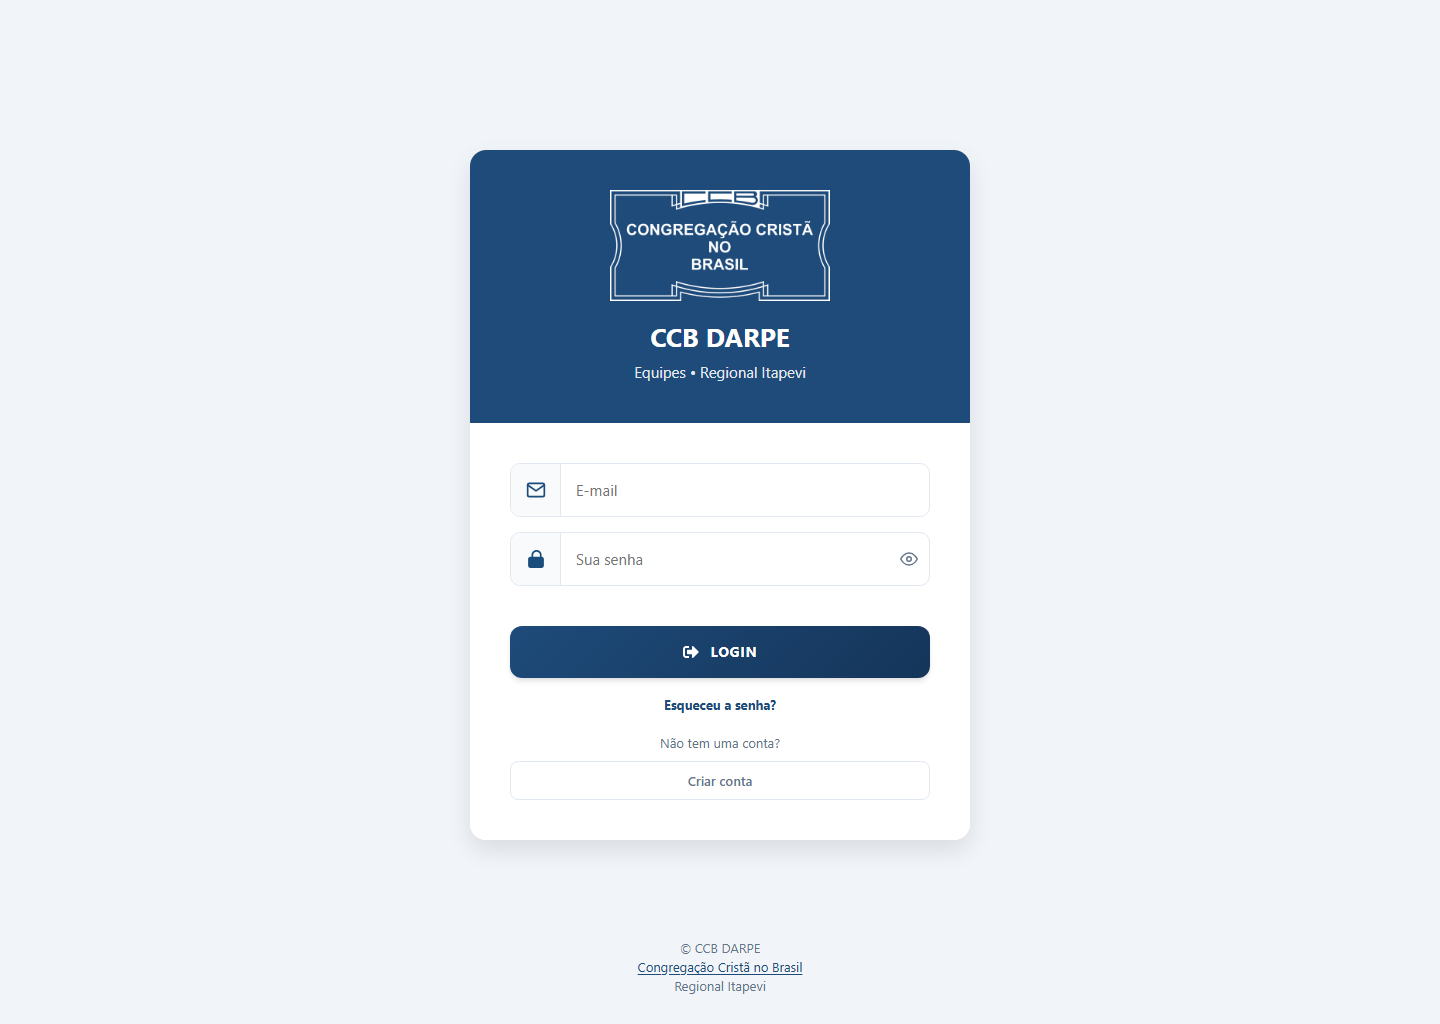 CONGREGAÇÃO CRISTÃ
NO
BRASIL
CCB DARPE
Equipes • Regional Itapevi
E-mail
Sua senha
LOGIN
Esqueceu a senha?
Não tem uma conta?
Criar conta
© CCB DARPE
Congregação Cristã no Brasil
Regional Itapevi